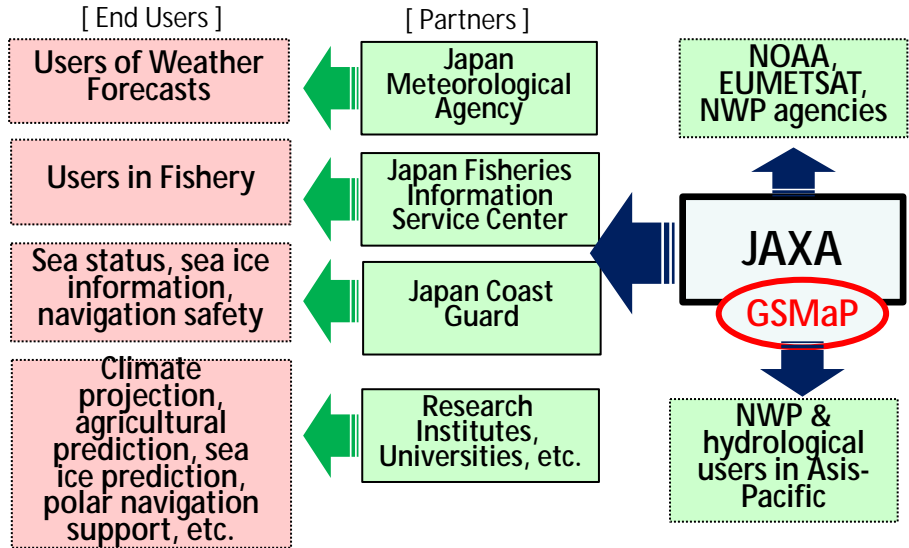 [ End Users ]
[ Partners ]
Users of Weather
Forecasts
Users in Fishery
Sea status, sea ice
information,
navigation safety
Climate
projection,
agricultural
prediction, sea
ice prediction,
polar navigation
support, etc.
Japan
Meteorological
Agency
Japan Fisheries
Information
Service Center
Japan Coast
Guard
Research
Institutes,
Universities, etc.
NOAA,
EUMETSAT,
NWP agencies
JAXA
GSMaP
NWP &
hydrological
users in Asis-
Pacific